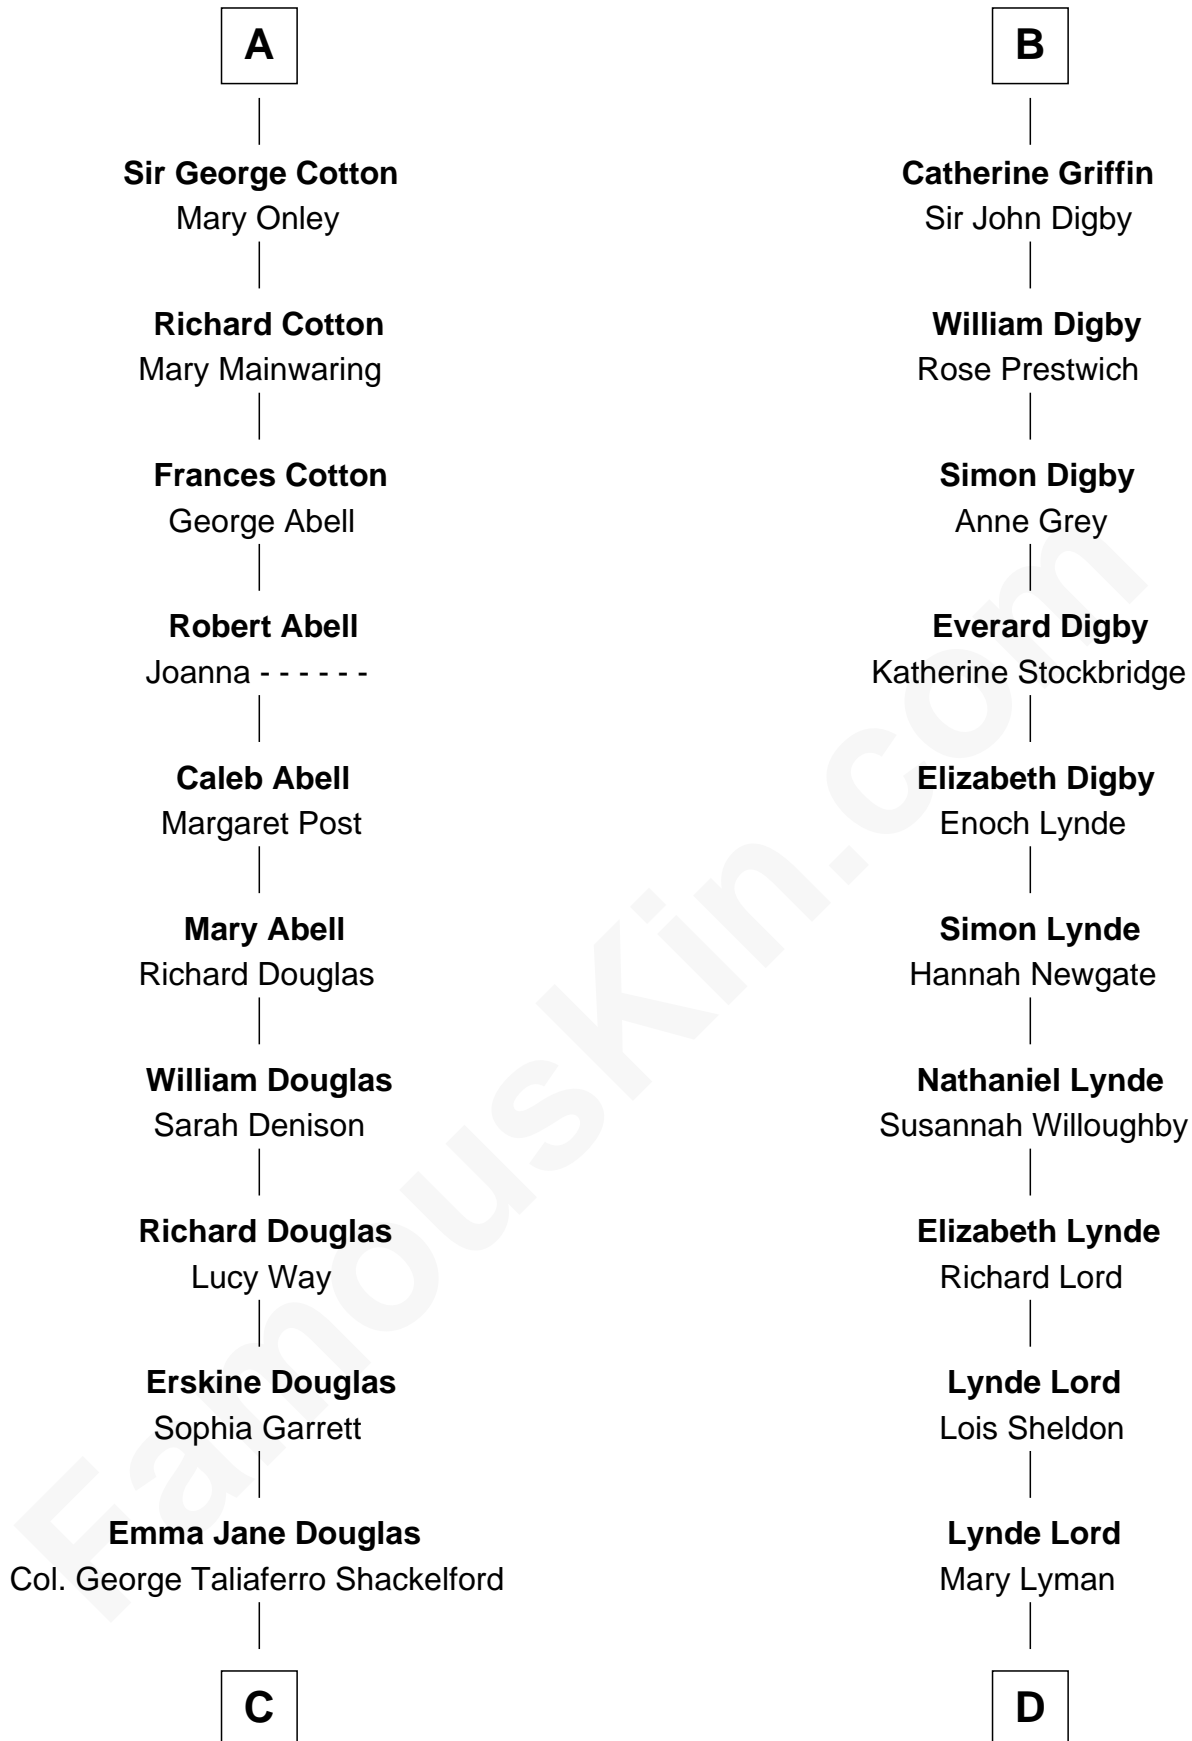 A
Sir George Cotton
Mary Onley
Richard Cotton
Mary Mainwaring
Frances Cotton
George Abell
Robert Abell
Joanna - - - - - -
Caleb Abell
Margaret Post
Mary Abell
Richard Douglas
William Douglas
Sarah Denison
Richard Douglas
Lucy Way
Erskine Douglas
Sophia Garrett
Emma Jane Douglas
Col. George Taliaferro Shackelford
C
B
Catherine Griffin
Sir John Digby
William Digby
Rose Prestwich
Simon Digby
Anne Grey
Everard Digby
Katherine Stockbridge
Elizabeth Digby
Enoch Lynde
Simon Lynde
Hannah Newgate
Nathaniel Lynde
Susannah Willoughby
Elizabeth Lynde
Richard Lord
Lynde Lord
Lois Sheldon
Lynde Lord
Mary Lyman
D
FamousKin.com